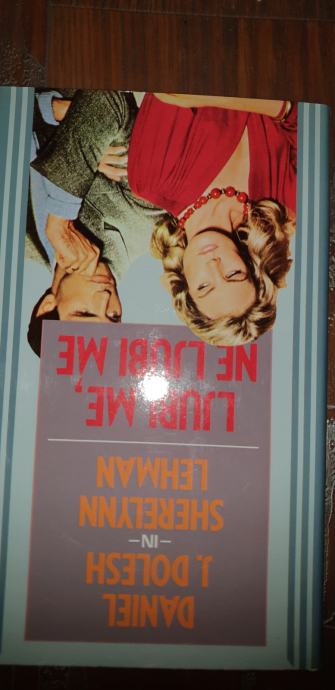 DANIEL
J. DOLESH
—IN—
SHERELYNN
LEHMAN
LJUBI ME,
NE LJUBI ME